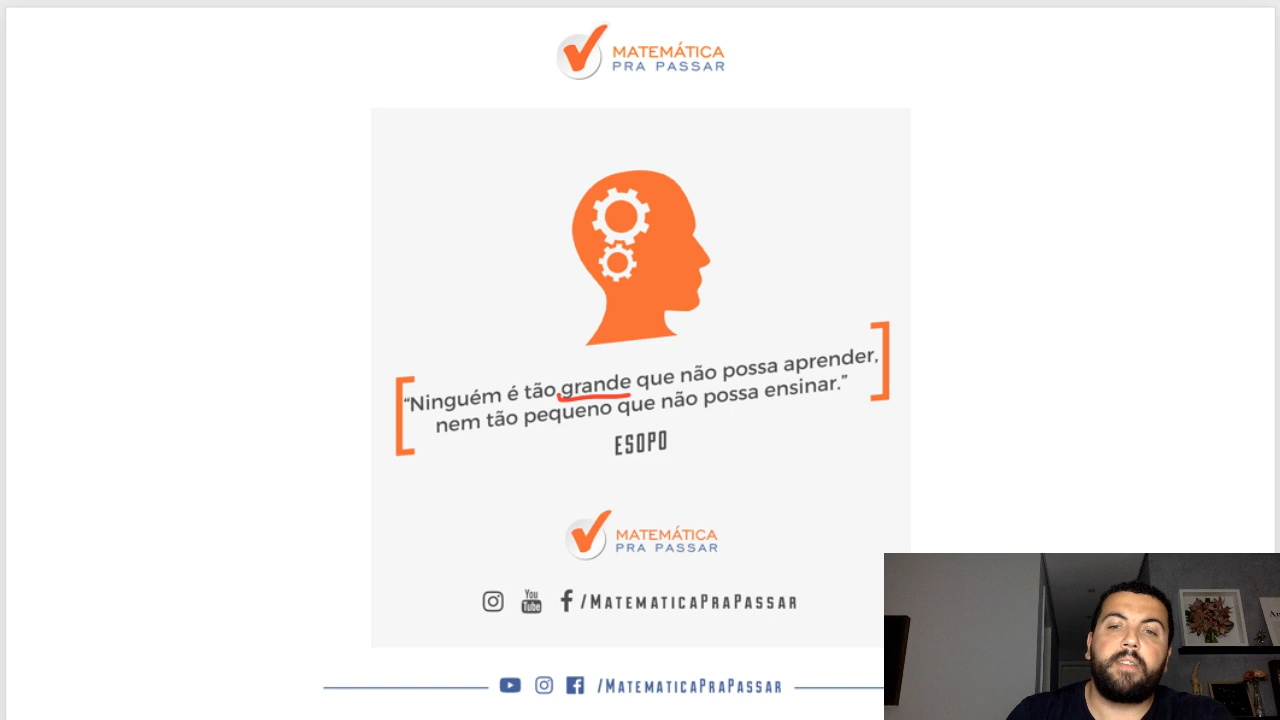 MATEMÁTICA
PRA PASSAR
“Ninguém é tão grande que não possa aprender,
nem tão pequeno que não possa ensinar.”
ESOPO
MATEMÁTICA
PRA PASSAR
You
Tube
/MATEMATICAPRAPASSAR
/MATEMATICAPRAPASSAR